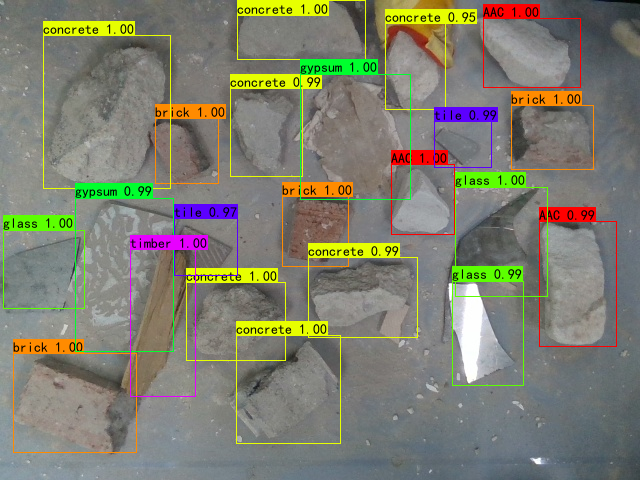 concrete 1.00
concrete 1.00
concrete 0.95
AAC 1.00
gypsum 1.00
concrete 0.99
brick 1.00
brick 1.00
tile 0.99
AAC 1.00
glass 1.00
gypsum 0.99
brick 1.00
tile 0.97
AAC 0.99
glass 1.00
timber 1.00
concrete 0.99
glass 0.99
concrete 1.00
concrete 1.00
brick 1.00